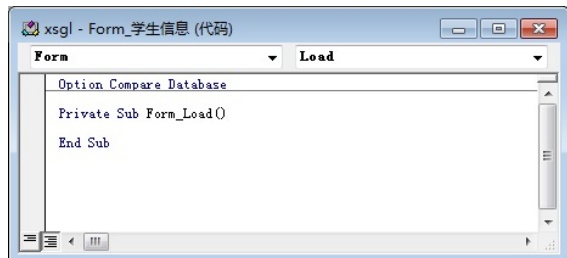 xsgl - Form_学生信息 (代码)
Form Load
Option Compare Database
Private Sub Form_Load()
End Sub